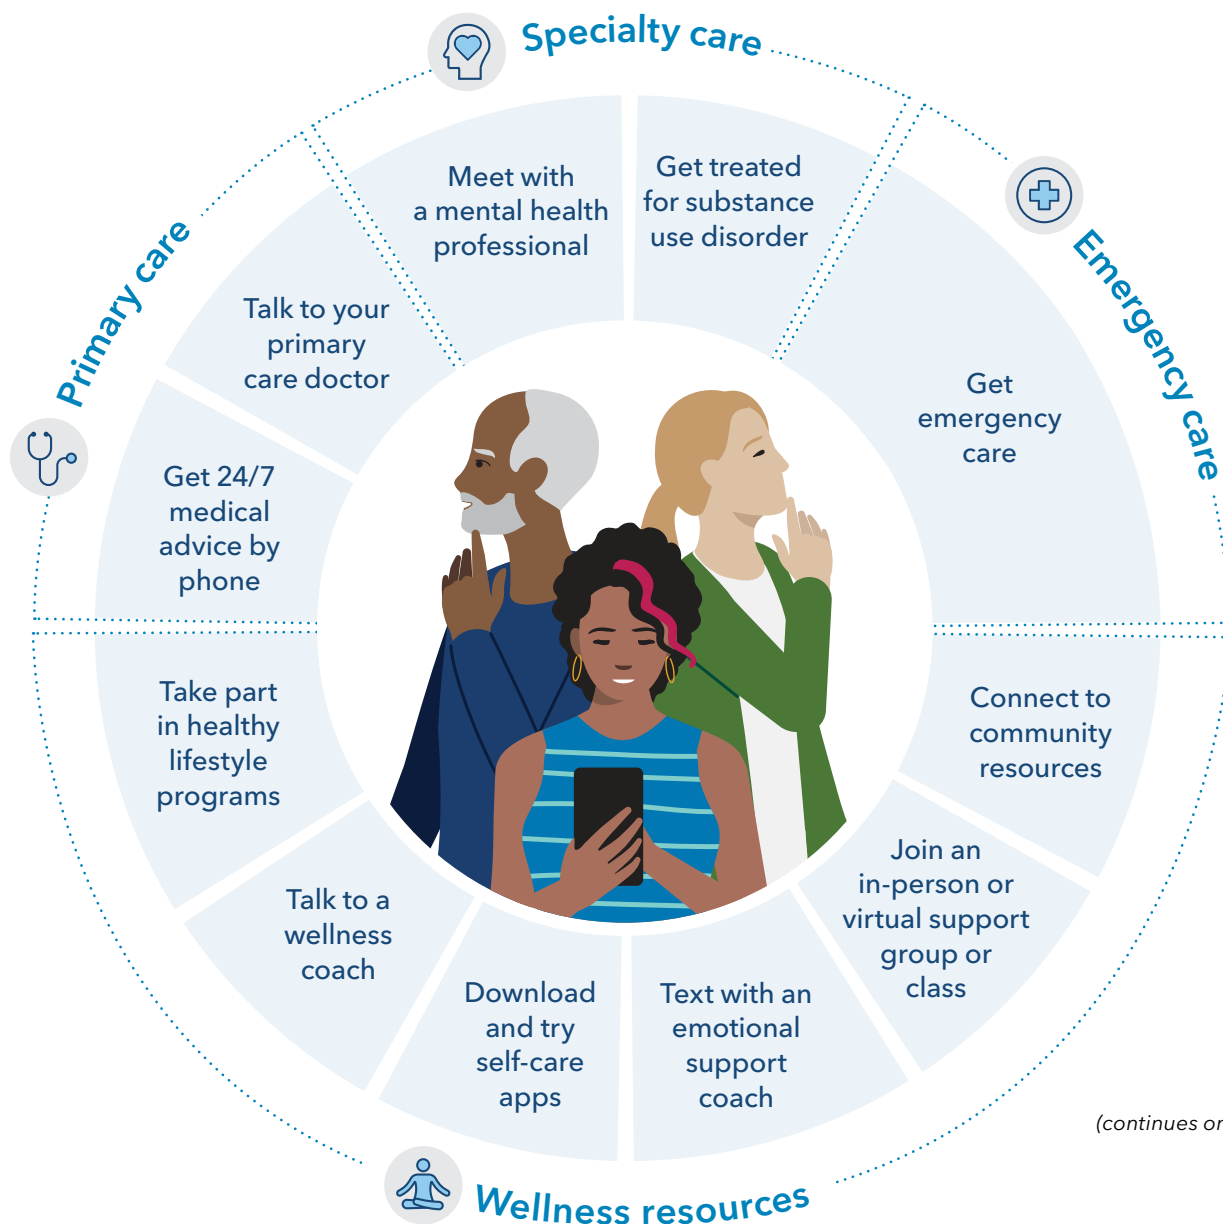 Specialty care
Meet with
a mental health
professional
Get treated
for substance
use disorder
Emergency care
Get
emergency
care
Primary care
Talk to your
primary
care doctor
Get 24/7
medical
advice by
phone
Take part
in healthy
lifestyle
programs
Talk to a
wellness
coach
Download
and try
self-care
apps
Text with an
emotional
support
coach
Join an
in-person or
virtual support
group or
class
Connect to
community
resources
Wellness resources
(continues